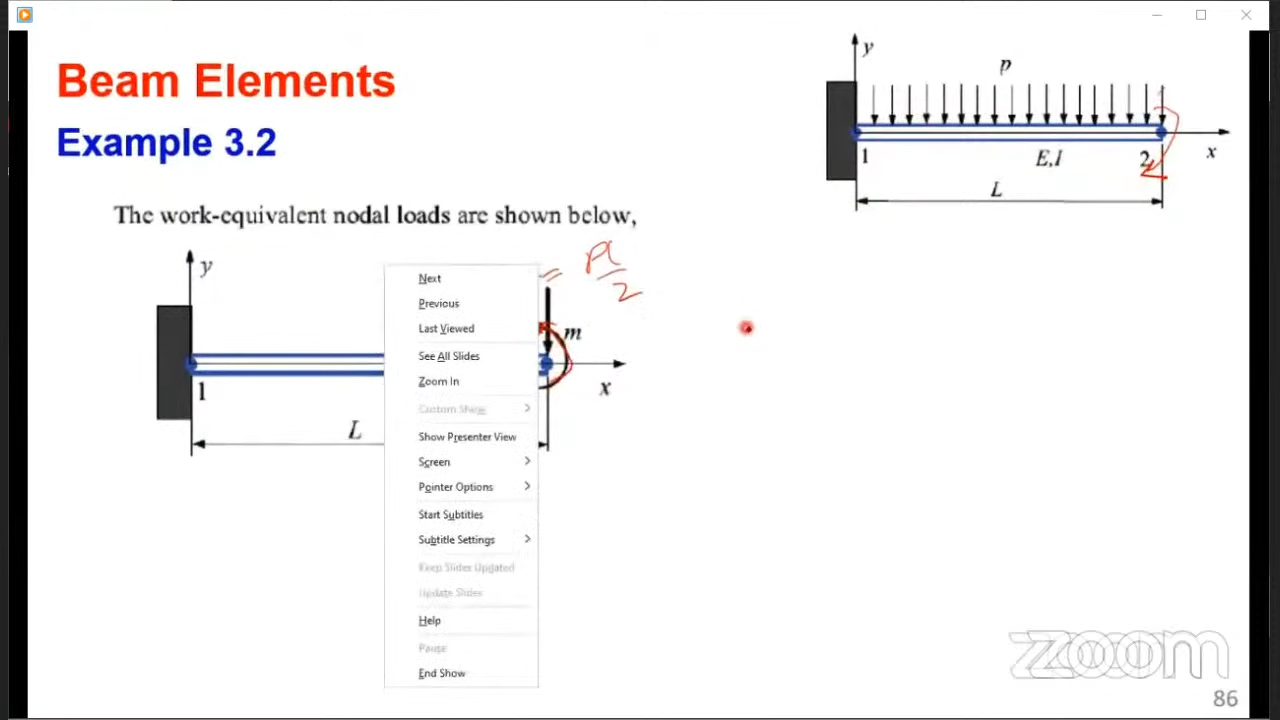 Beam Elements
Example 3.2
y
p
1
E,I
2
x
L
The work-equivalent nodal loads are shown below,
y
= pL/2
m
1
x
L
Next
Previous
Last Viewed
See All Slides
Zoom In
Custom Show
Show Presenter View
Screen
Pointer Options
Start Subtitles
Subtitle Settings
Keep Slides Updated
Update Slides
Help
Pause
End Show
zoom
86